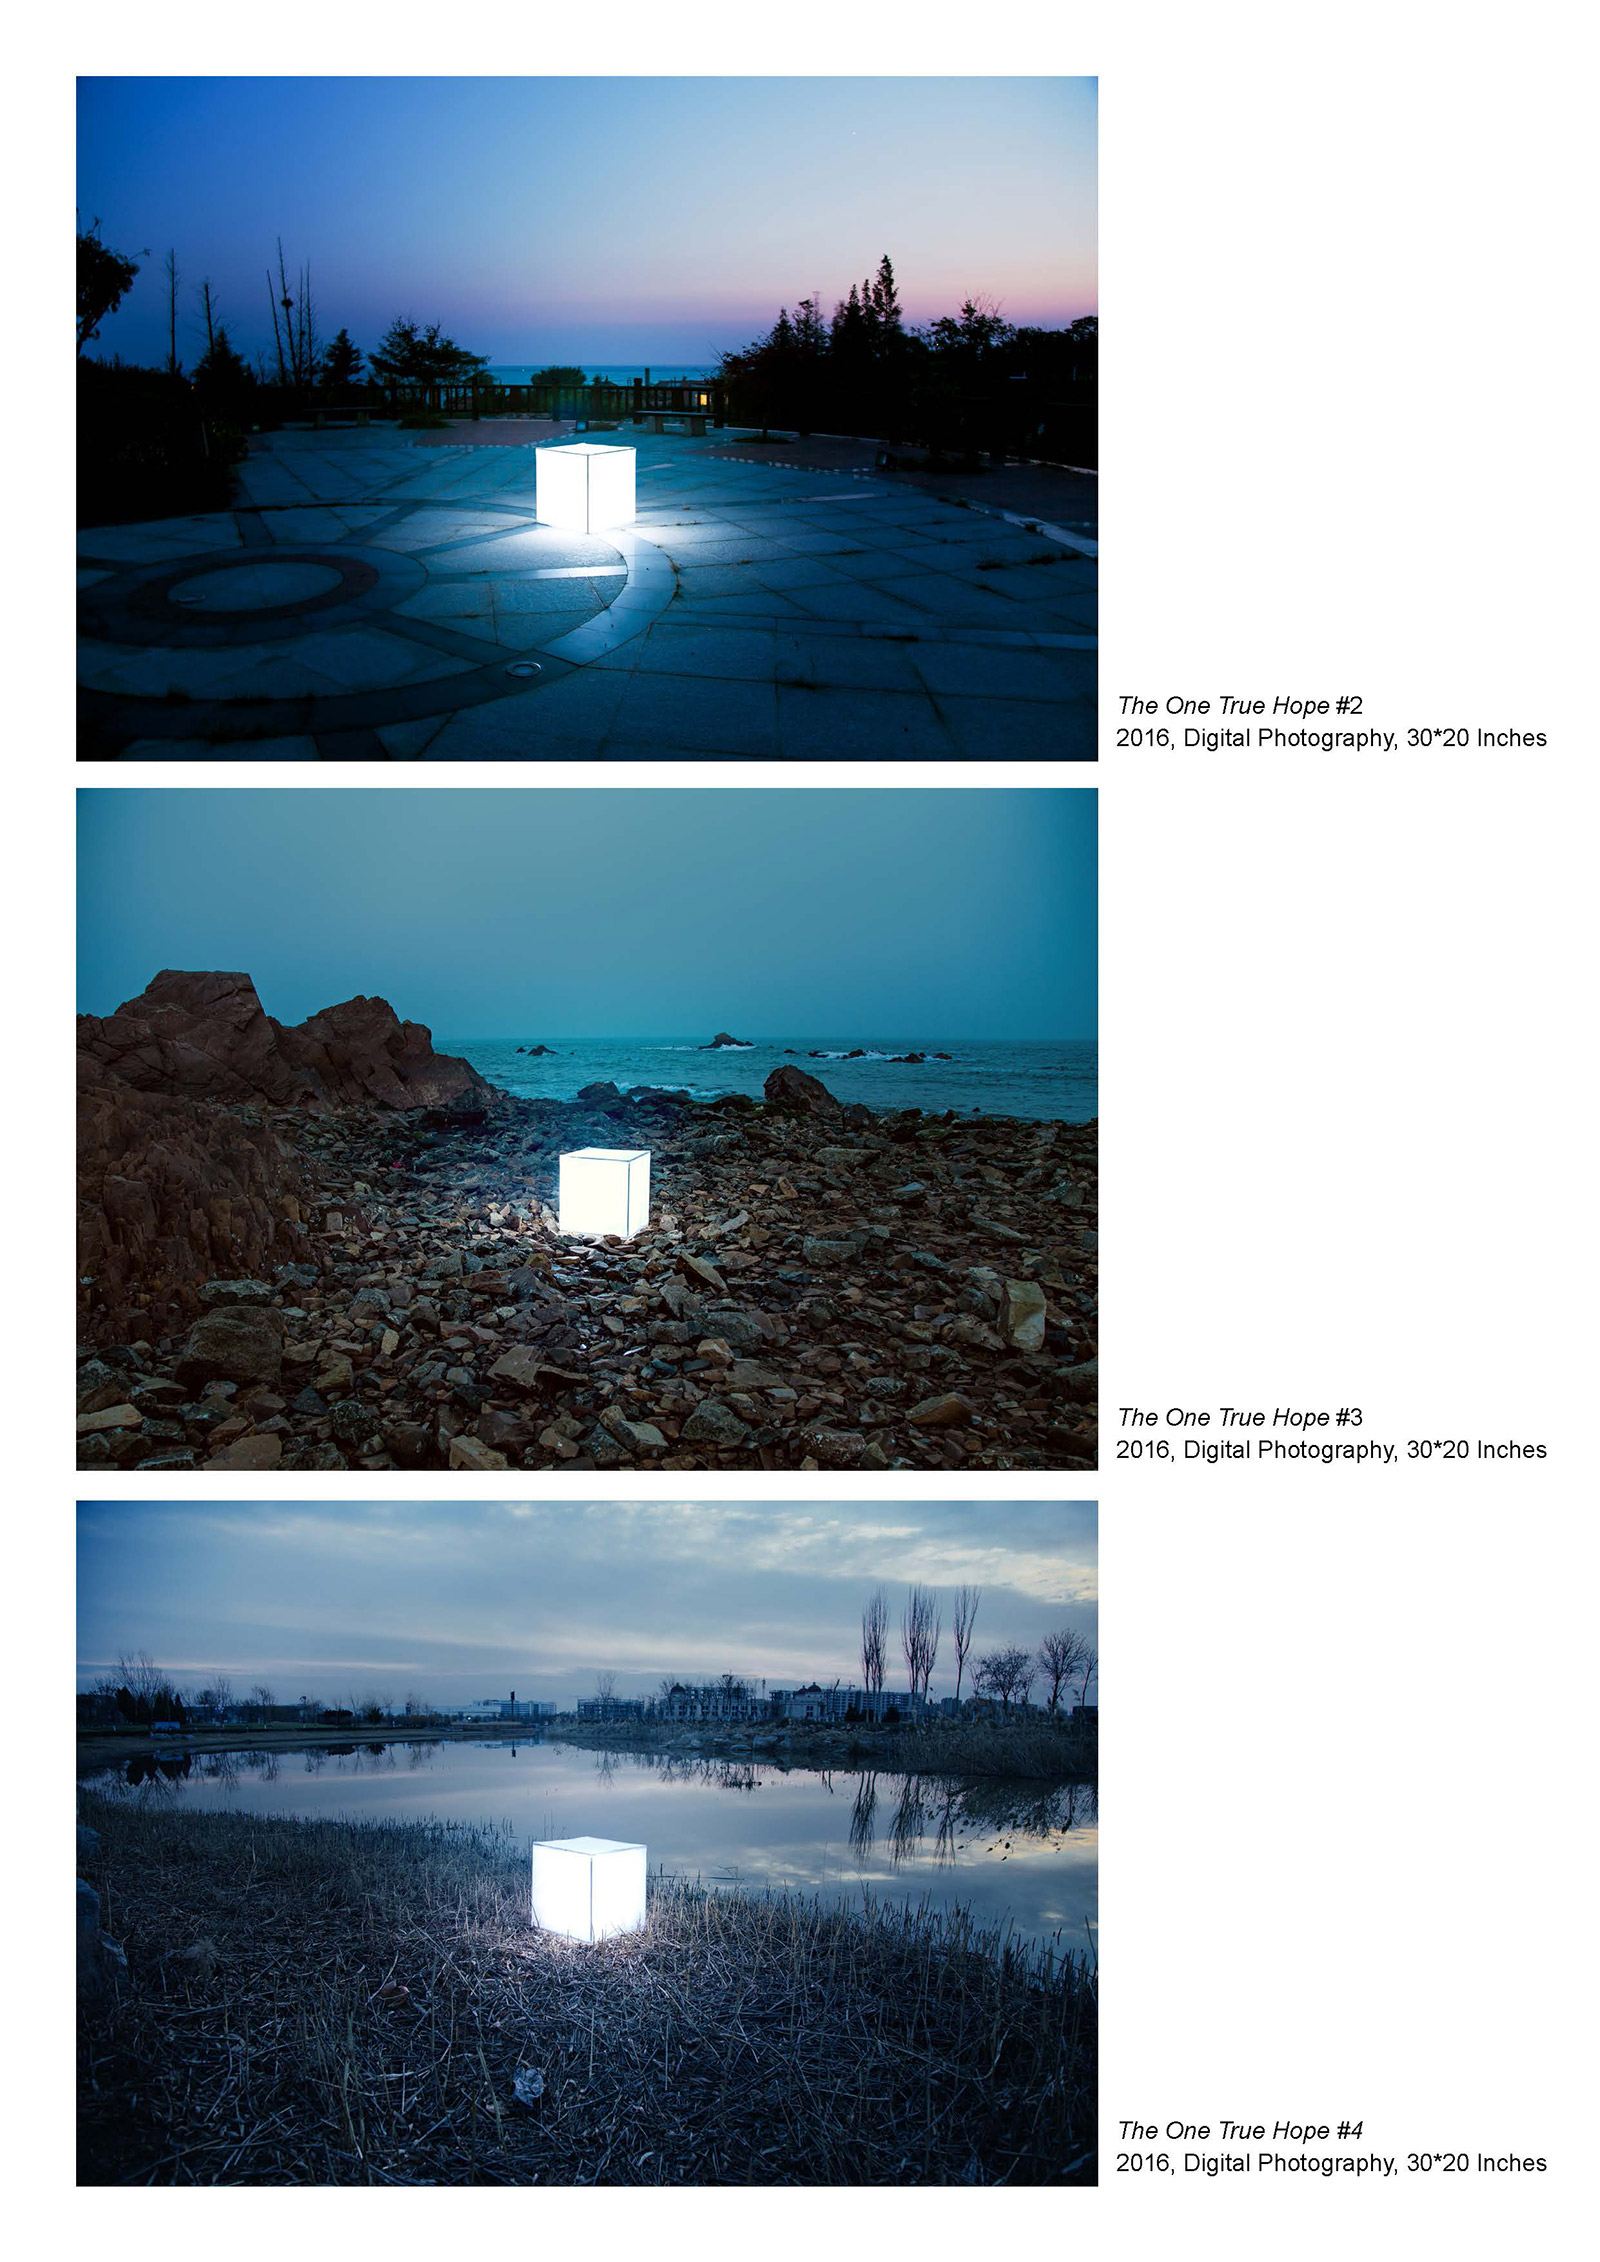 The One True Hope #2
2016, Digital Photography, 30*20 Inches
The One True Hope #3
2016, Digital Photography, 30*20 Inches
The One True Hope #4
2016, Digital Photography, 30*20 Inches